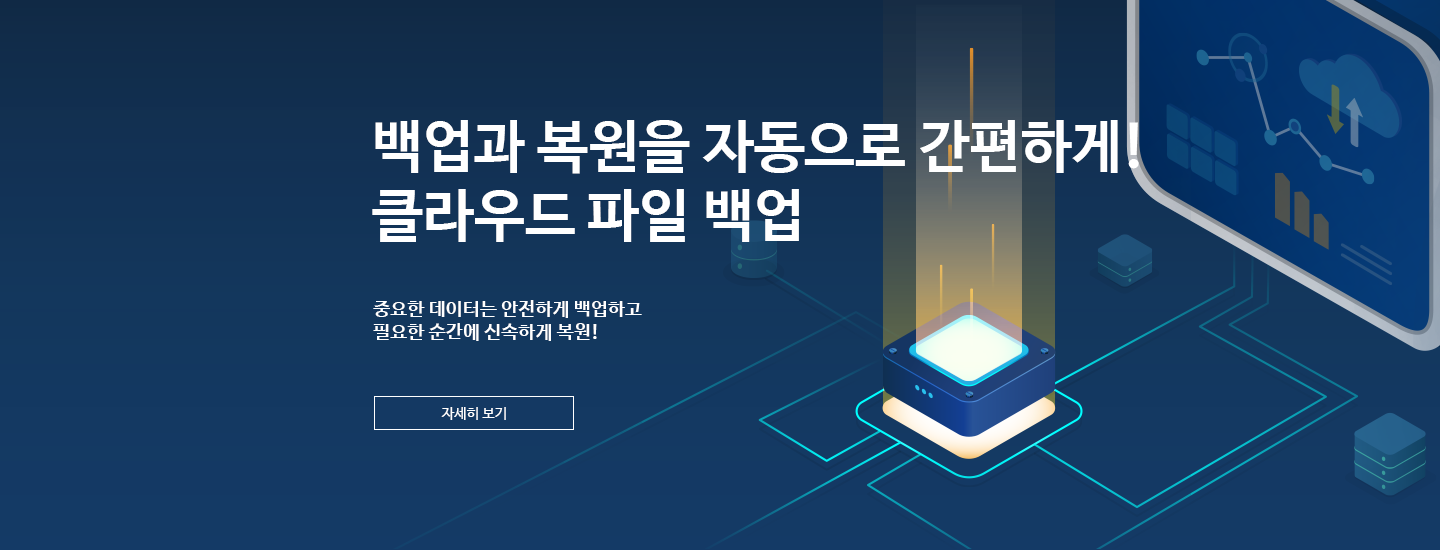 백업과 복원을 자동으로 간편하게!
클라우드 파일 백업
중요한 데이터는 안전하게 백업하고
필요한 순간에 신속하게 복원!
자세히 보기